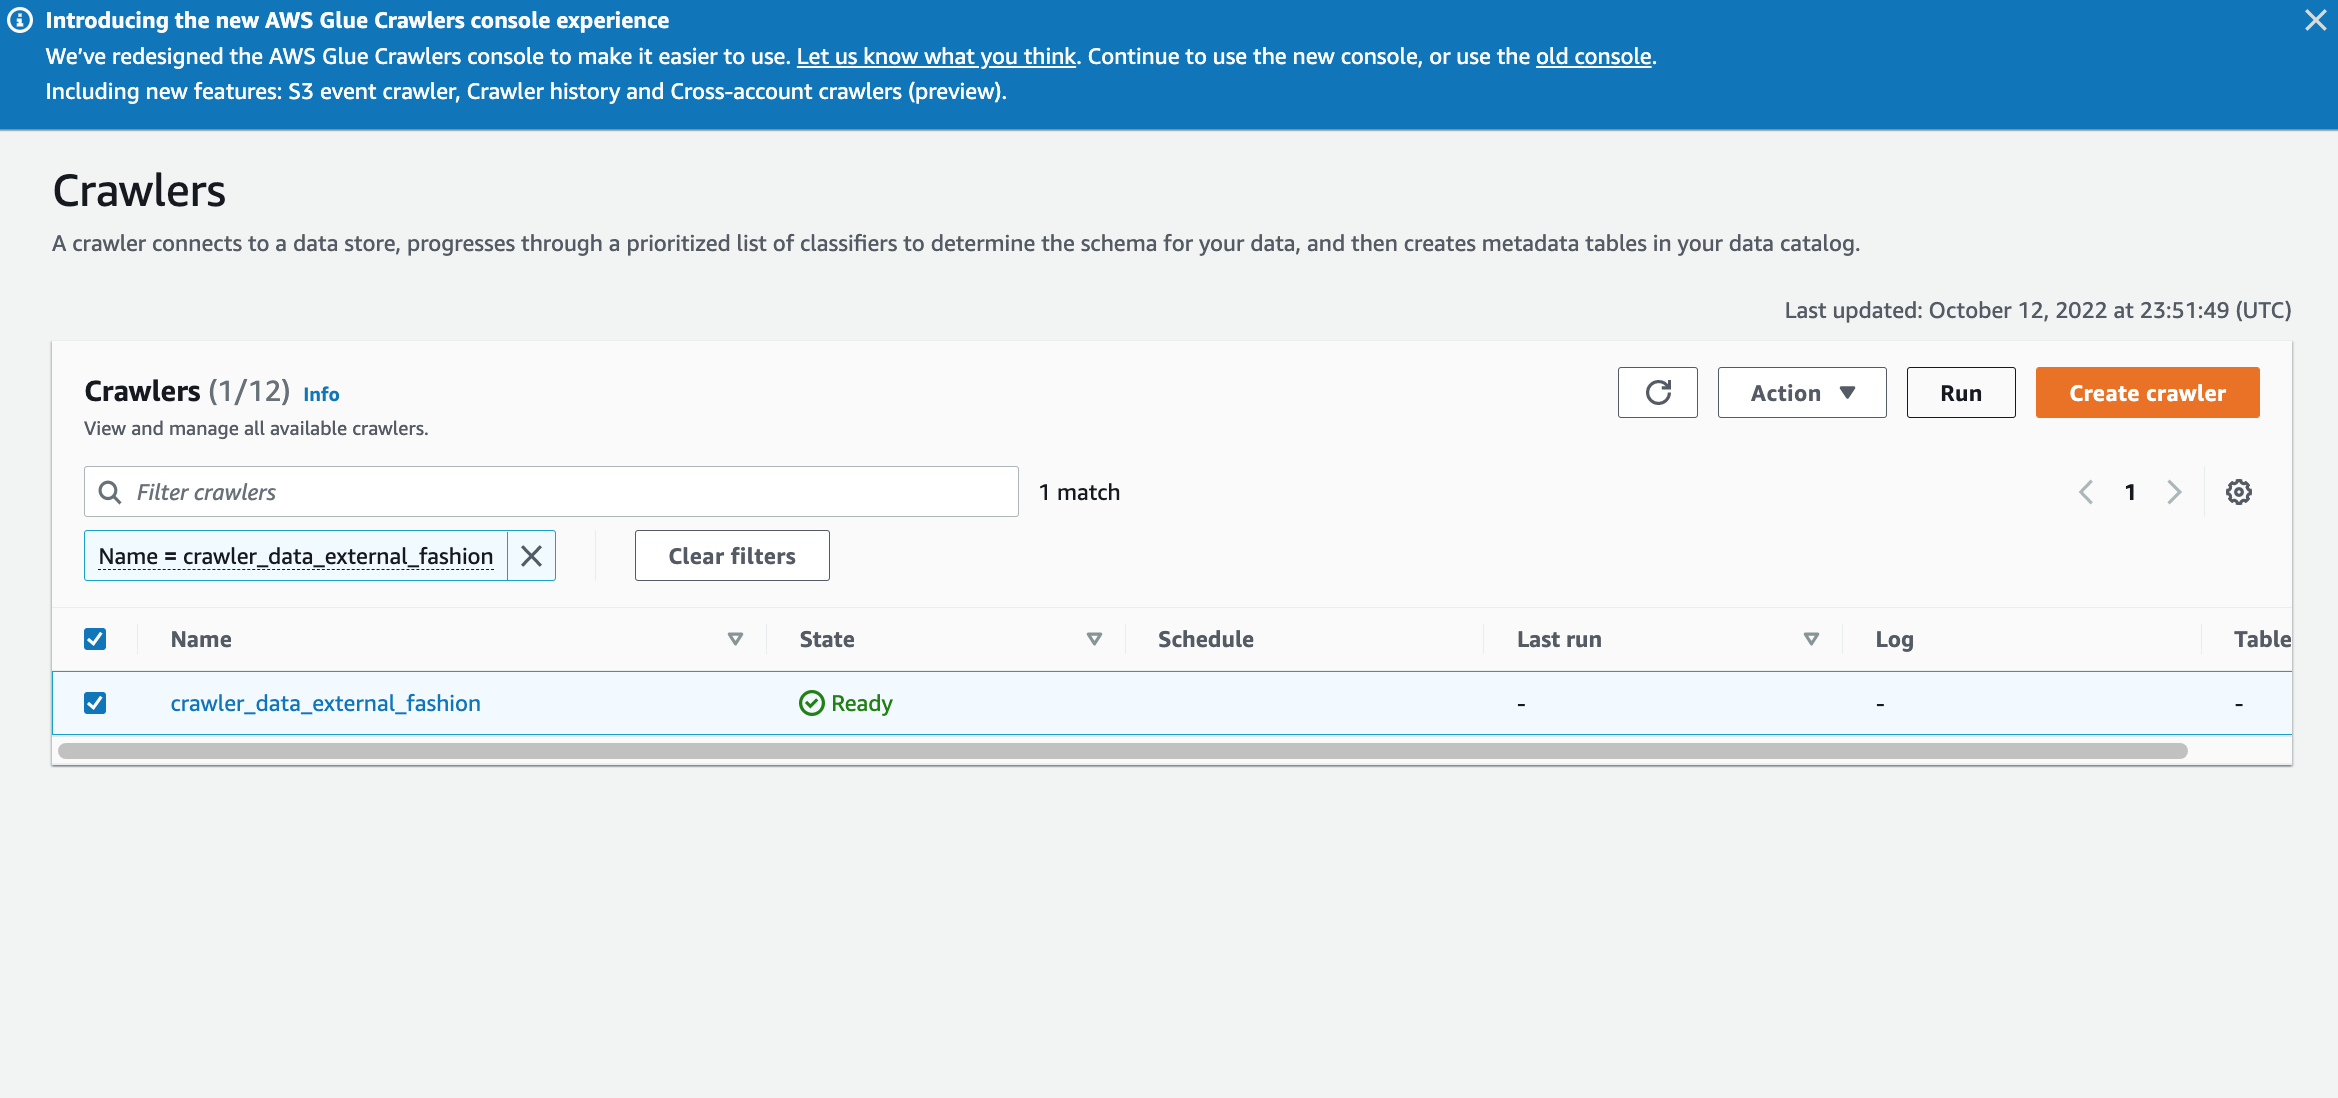 Introducing the new AWS Glue Crawlers console experience
We've redesigned the AWS Glue Crawlers console to make it easier to use. Let us know what you think. Continue to use the new console, or use the old console.
Including new features: S3 event crawler, Crawler history and Cross-account crawlers (preview).
Crawlers
A crawler connects to a data store, progresses through a prioritized list of classifiers to determine the schema for your data, and then creates metadata tables in your data catalog.
Last updated: October 12, 2022 at 23:51:49 (UTC)
Crawlers (1/12) Info
View and manage all available crawlers.
Action Run Create crawler
Filter crawlers 1 match 1
Name = crawler_data_external_fashion Clear filters
Name State Schedule Last run Log Table
crawler_data_external_fashion Ready - - -